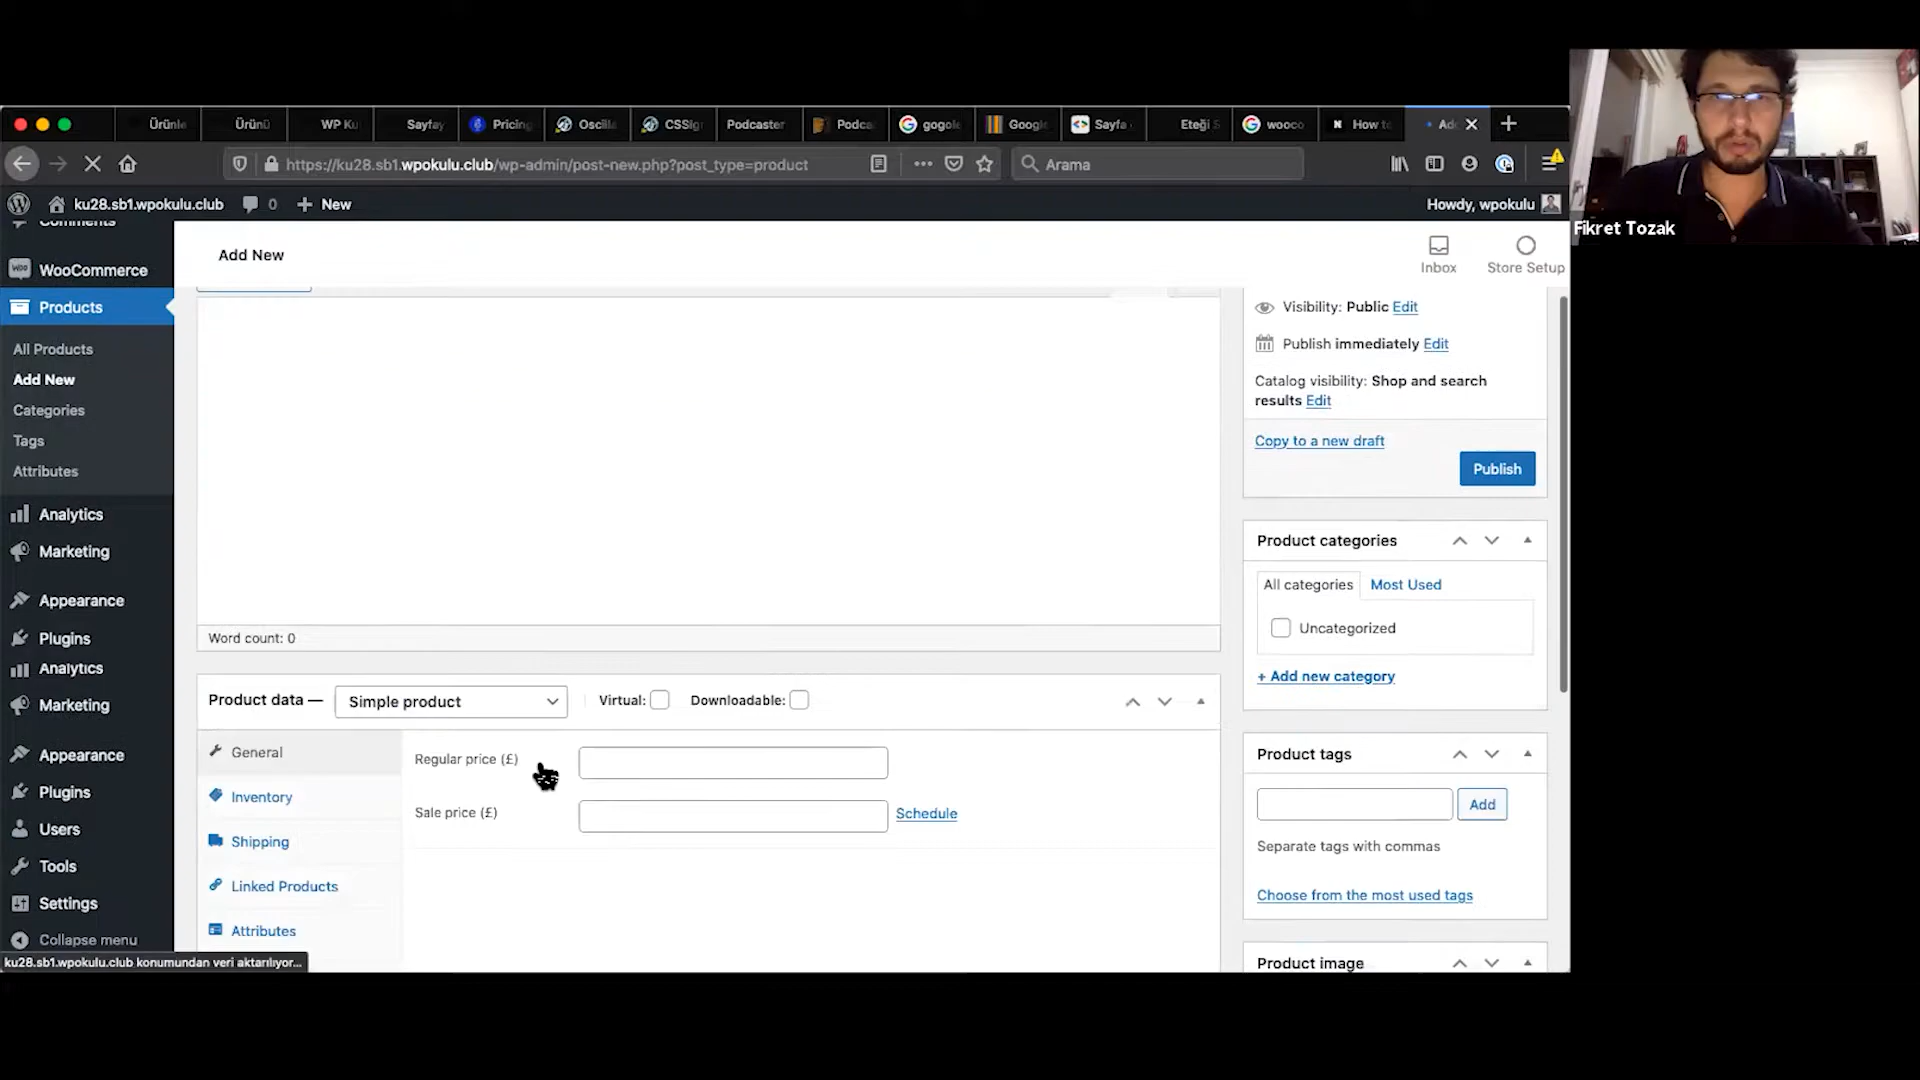 Ürünle
Ürünü
WP Ku
Sayfay
Pricing
Oscilla
CSSIg
Podcaster
Podca
gogole
Google
Sayfa
Eteği S
wooco
How to
Ad
https://ku28.sb1.wpokulu.club/wp-admin/post-new.php?post_type=product
Arama
ku28.sb1.wpokulu.club
0
+ New
Howdy, wpokulu
Fikret Tozak
Comments
WooCommerce
Products
All Products
Add New
Categories
Tags
Attributes
Analytics
Marketing
Appearance
Plugins
Analytics
Marketing
Appearance
Plugins
Users
Tools
Settings
Collapse menu
ku28.sb1.wpokulu.club konumundan veri aktarılıyor...
Add New
Inbox
Store Setup
Word count: 0
Product data —
Simple product
Virtual:
Downloadable:
General
Inventory
Shipping
Linked Products
Attributes
Regular price (£)
Sale price (£)
Schedule
Visibility: Public Edit
Publish immediately Edit
Catalog visibility: Shop and search
results Edit
Copy to a new draft
Publish
Product categories
All categories
Most Used
Uncategorized
+ Add new category
Product tags
Add
Separate tags with commas
Choose from the most used tags
Product image